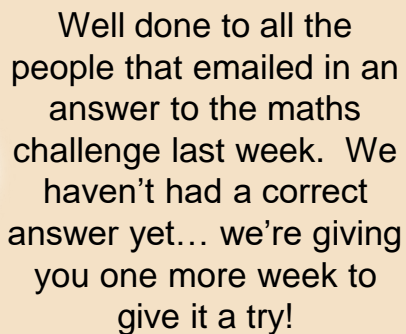 Well done to all the
people that emailed in an
answer to the maths
challenge last week.  We
haven’t had a correct
answer yet… we’re giving
you one more week to
give it a try!